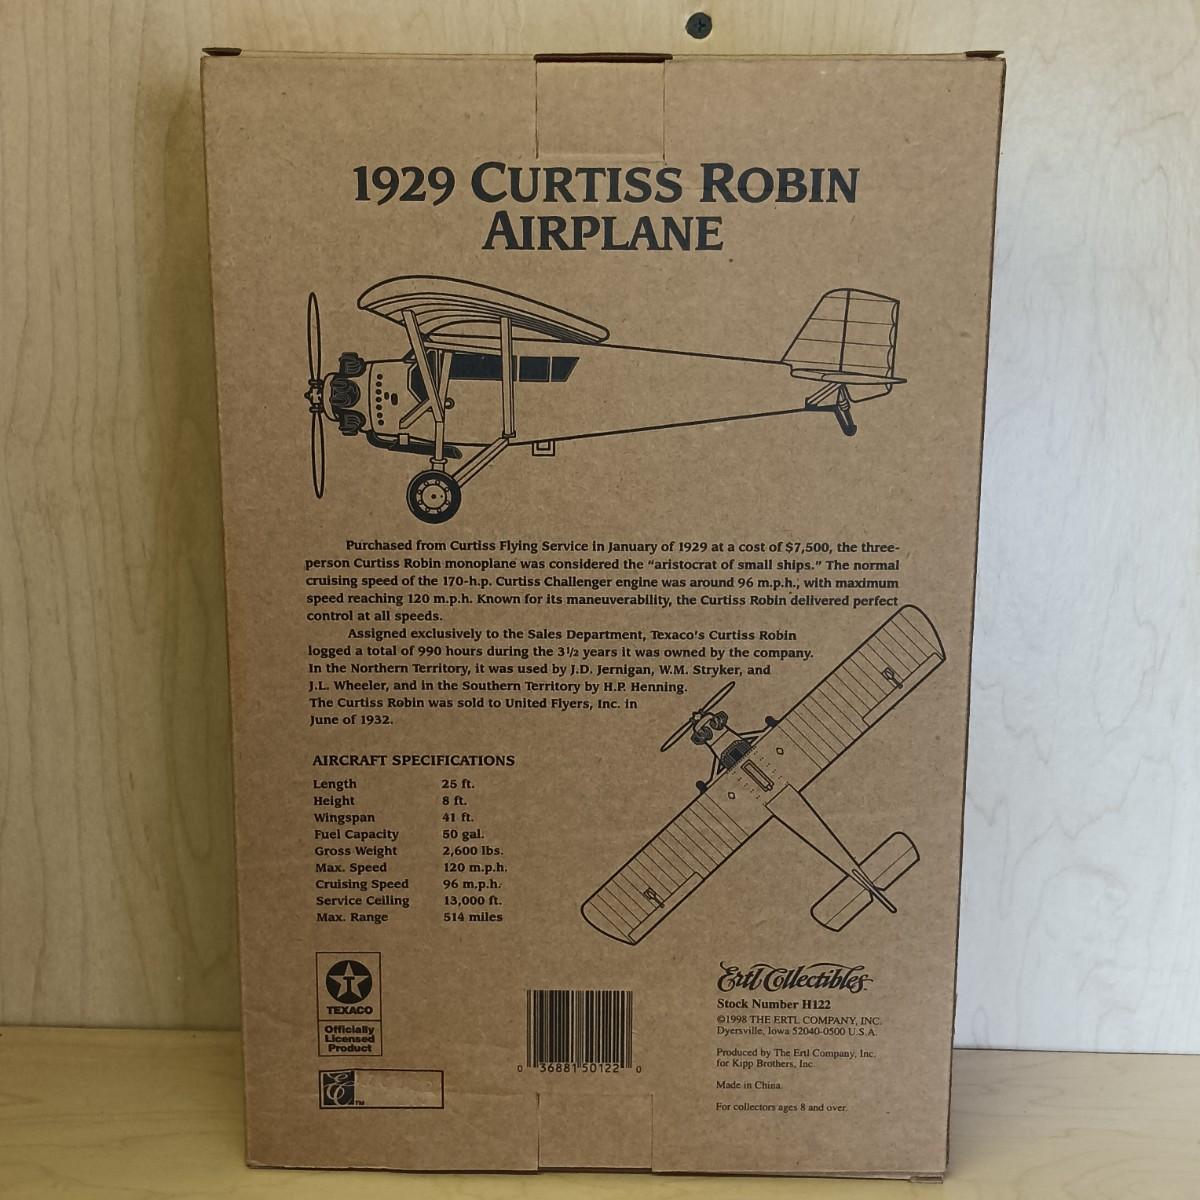 1929 CURTISS ROBIN
AIRPLANE
Purchased from Curtiss Flying Service in January of 1929 at a cost of $7,500, the three-
person Curtiss Robin monoplane was considered the "aristocrat of small ships." The normal
cruising speed of the 170-h.p. Curtiss Challenger engine was around 96 m.p.h., with maximum
speed reaching 120 m.p.h. Known for its maneuverability, the Curtiss Robin delivered perfect
control at all speeds.
Assigned exclusively to the Sales Department, Texaco's Curtiss Robin
logged a total of 990 hours during the 3 1/2 years it was owned by the company.
In the Northern Territory, it was used by J.D. Jernigan, W.M. Stryker, and
J.L. Wheeler, and in the Southern Territory by H.P. Henning.
The Curtiss Robin was sold to United Flyers, Inc. in
June of 1932.
AIRCRAFT SPECIFICATIONS
Length 25 ft.
Height 8 ft.
Wingspan 41 ft.
Fuel Capacity 50 gal.
Gross Weight 2,600 lbs.
Max. Speed 120 m.p.h.
Cruising Speed 96 m.p.h.
Service Ceiling 13,000 ft.
Max. Range 514 miles
T
TEXACO
Officially
Licensed
Product
E™
0 36881 50122 0
Ertl Collectibles™
Stock Number H122
©1998 THE ERTL COMPANY, INC.
Dyersville, Iowa 52040-0500 U.S.A.
Produced by The Ertl Company, Inc.
for Kipp Brothers, Inc.
Made in China.
For collectors ages 8 and over.